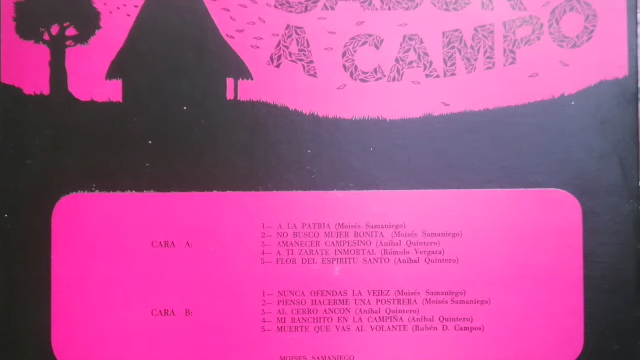 SABOR
A CAMPO
CARA A:
1— A LA PATRIA (Moisés Samaniego)
2— NO BUSCO MUJER BONITA (Moisés Samaniego)
3— AMANECER CAMPESINO (Aníbal Quintero)
4— A TI ZARATE INMORTAL (Rómulo Vergara)
5— FLOR DEL ESPIRITU SANTO (Aníbal Quintero)
CARA B:
1— NUNCA OFENDAS LA VEJEZ (Moisés Samaniego)
2— PIENSO HACERME UNA POSTRERA (Moisés Samaniego)
3— AL CERRO ANCON (Aníbal Quintero)
4— MI RANCHITO EN LA CAMPIÑA (Aníbal Quintero)
5— MUERTE QUE VAS AL VOLANTE (Rubén D. Campos)
MOISES SAMANIEGO